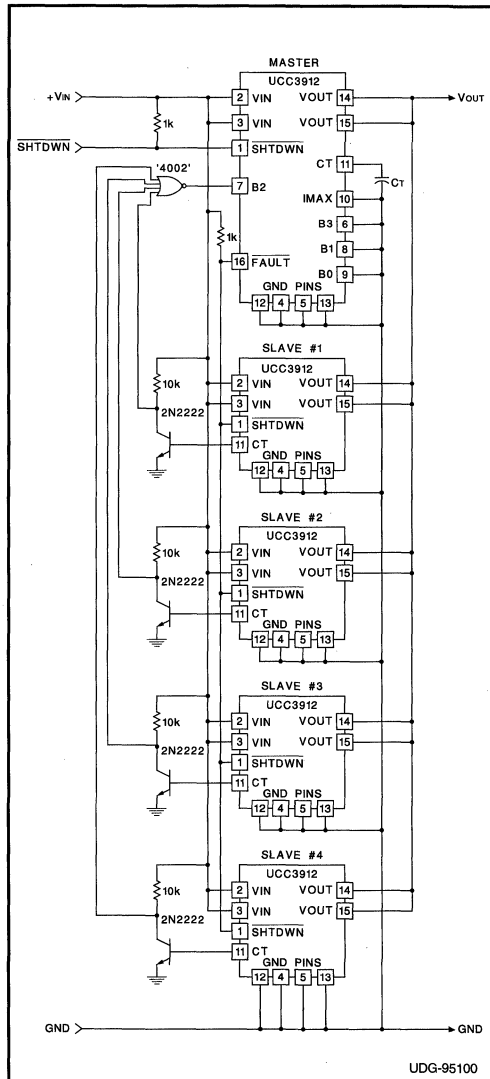 MASTER
UCC3912
+VIN
2 VIN VOUT 14
VOUT
1k
3 VIN VOUT 15
SHTDWN
1 SHTDWN
CT 11
CT
'4002'
7 B2
IMAX 10
B3 6
1k
B1 8
16 FAULT
B0 9
GND PINS
12 4 5 13
SLAVE #1
UCC3912
10k
2 VIN VOUT 14
3 VIN VOUT 15
2N2222
1 SHTDWN
11 CT
GND PINS
12 4 5 13
SLAVE #2
UCC3912
10k
2 VIN VOUT 14
3 VIN VOUT 15
2N2222
1 SHTDWN
11 CT
GND PINS
12 4 5 13
SLAVE #3
UCC3912
10k
2 VIN VOUT 14
3 VIN VOUT 15
2N2222
1 SHTDWN
11 CT
GND PINS
12 4 5 13
SLAVE #4
UCC3912
10k
2 VIN VOUT 14
3 VIN VOUT 15
2N2222
1 SHTDWN
11 CT
GND PINS
12 4 5 13
GND GND
UDG-95100